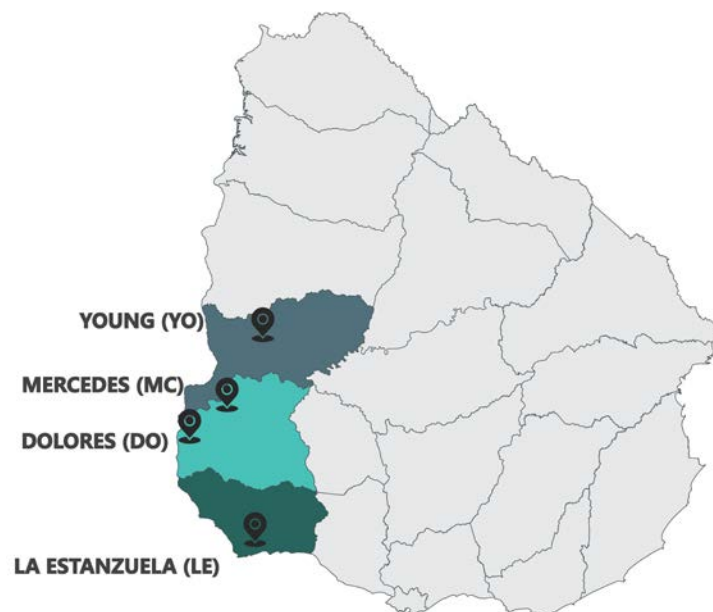 YOUNG (YO)
MERCEDES (MC)
DOLORES (DO)
LA ESTANZUELA (LE)